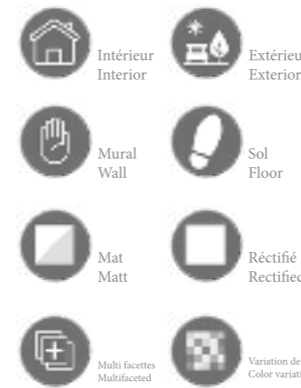 Intérieur
Interior
Extérieu
Exterior
Mural
Wall
Sol
Floor
Mat
Matt
Réctifié
Rectified
Multi facettes
Multifaceted
Variation de
Color variati